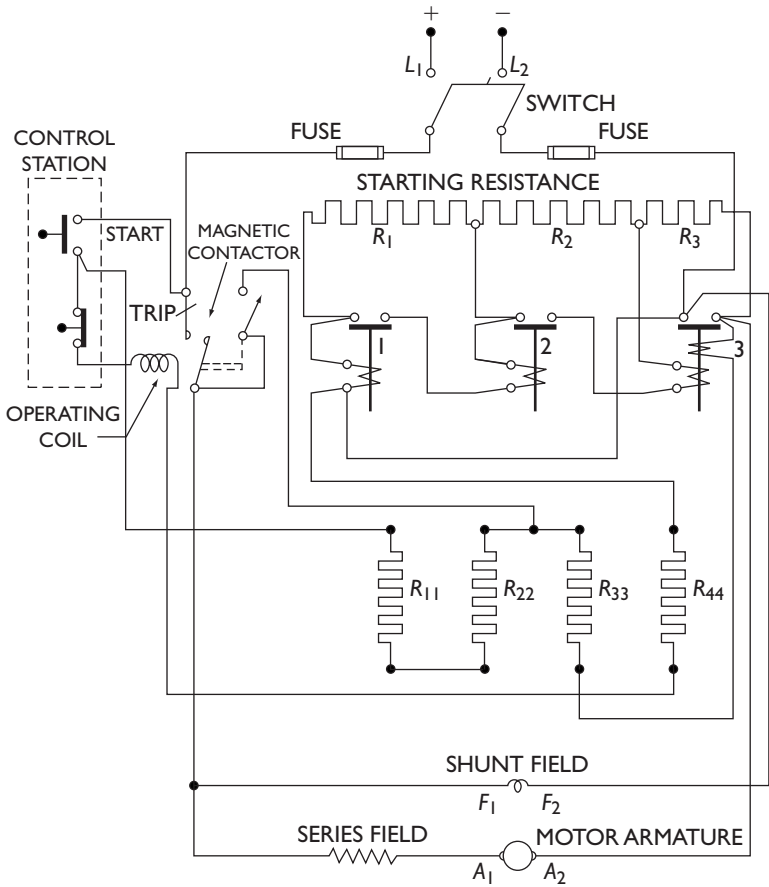 + −
L1 L2
SWITCH
FUSE FUSE
CONTROL
STATION
STARTING RESISTANCE
START
MAGNETIC
CONTACTOR
R1 R2 R3
TRIP
1 2 3
OPERATING
COIL
R11 R22 R33 R44
SHUNT FIELD
F1 F2
SERIES FIELD MOTOR ARMATURE
A1 A2